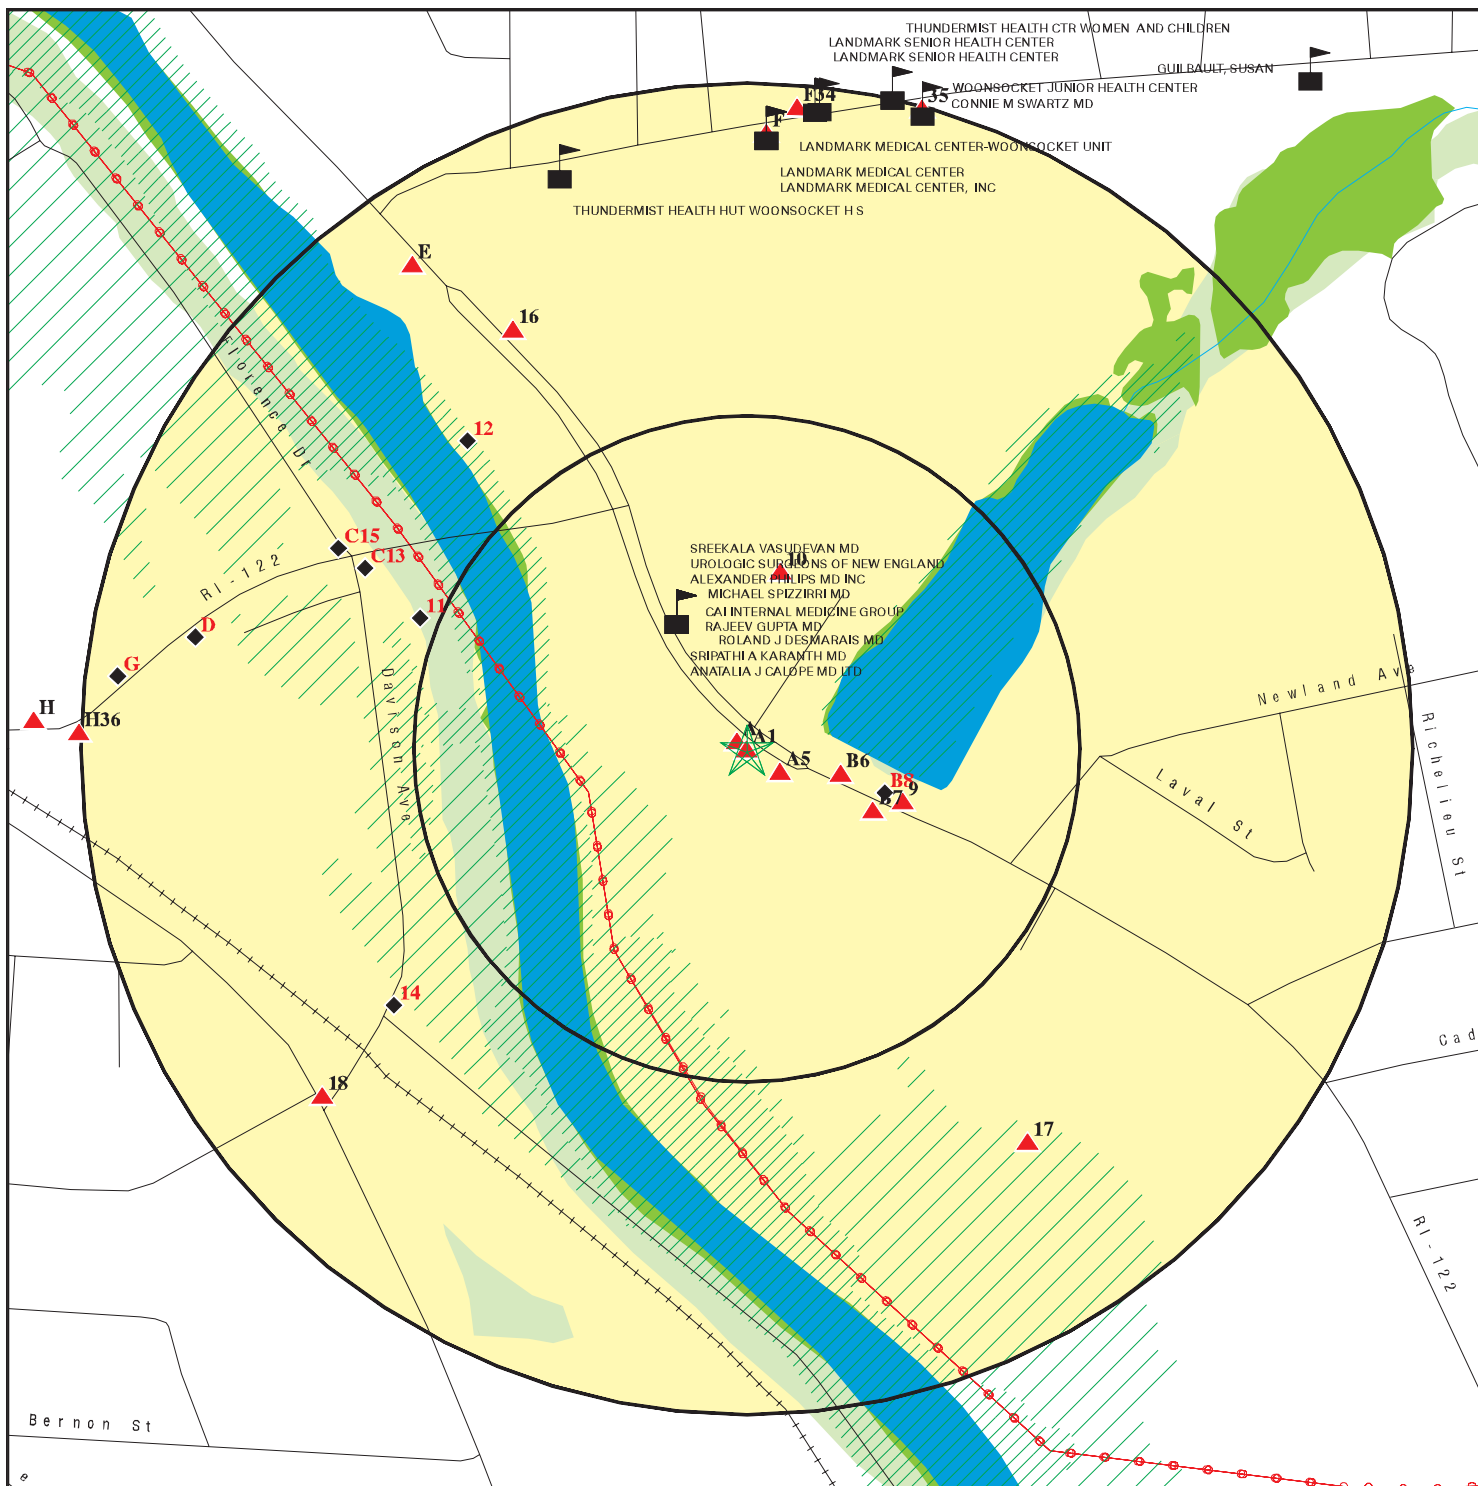 THUNDERMIST HEALTH CTR WOMEN AND CHILDREN
LANDMARK SENIOR HEALTH CENTER
LANDMARK SENIOR HEALTH CENTER
GUILBAULT, SUSAN
WOONSOCKET JUNIOR HEALTH CENTER
F34
35
CONNIE M SWARTZ MD
F
LANDMARK MEDICAL CENTER-WOONSOCKET UNIT
LANDMARK MEDICAL CENTER
LANDMARK MEDICAL CENTER, INC
THUNDERMIST HEALTH HUT WOONSOCKET H S
E
16
Florence Dr
12
C15
C13
RI-122
SREEKALA VASUDEVAN MD
10
UROLOGIC SURGEONS OF NEW ENGLAND
ALEXANDER PHILIPS MD INC
MICHAEL SPIZZIRRI MD
CAI INTERNAL MEDICINE GROUP
11
D
RAJEEV GUPTA MD
ROLAND J DESMARAIS MD
SRIPATHI A KARANTH MD
G
ANATALIA J CALOPE MD LTD
Newland Ave
Davison Ave
H
H36
A
A1
A5
B6
B8
B7
9
Laval St
Richelieu St
14
Cad
18
17
RI-122
Bernon St
e